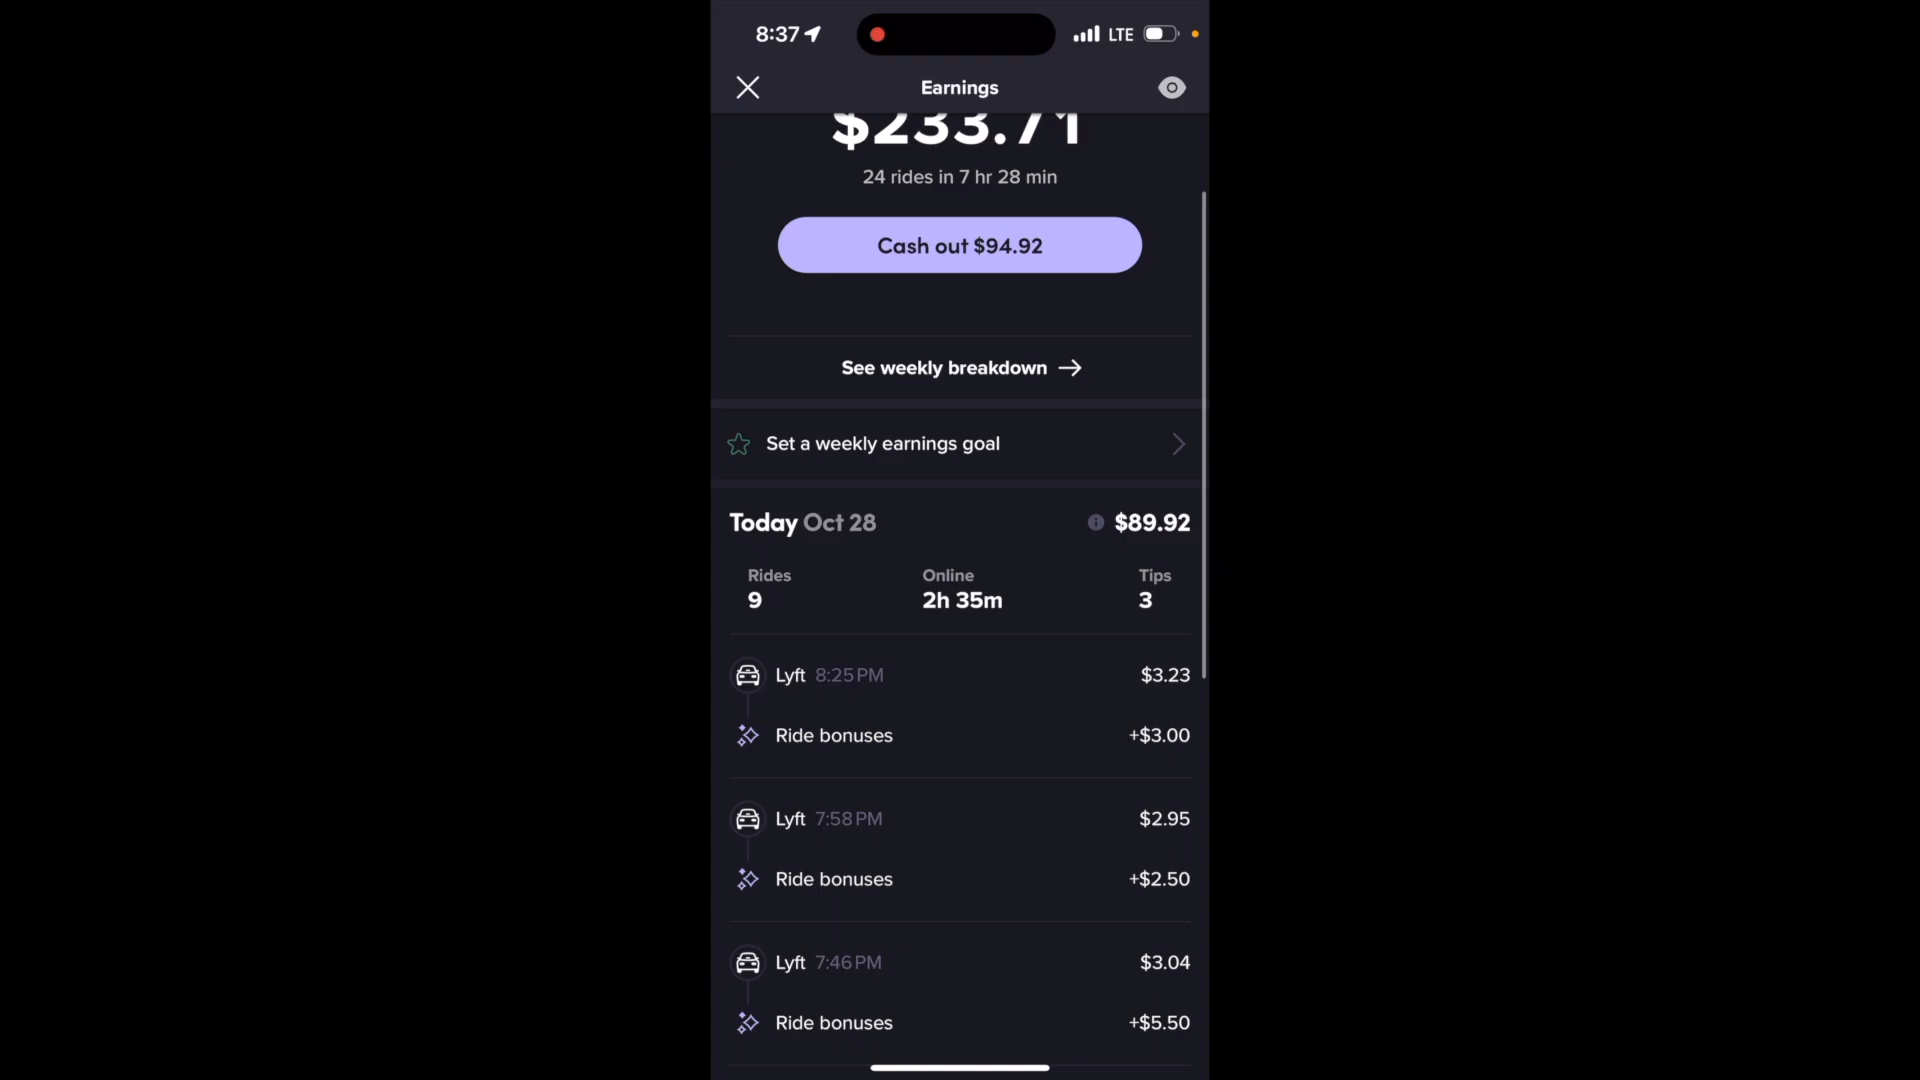 8:37
LTE
Earnings
$233.71
24 rides in 7 hr 28 min
Cash out $94.92
See weekly breakdown
Set a weekly earnings goal
Today Oct 28 $89.92
Rides Online Tips
9 2h 35m 3
Lyft 8:25 PM $3.23
Ride bonuses +$3.00
Lyft 7:58 PM $2.95
Ride bonuses +$2.50
Lyft 7:46 PM $3.04
Ride bonuses +$5.50